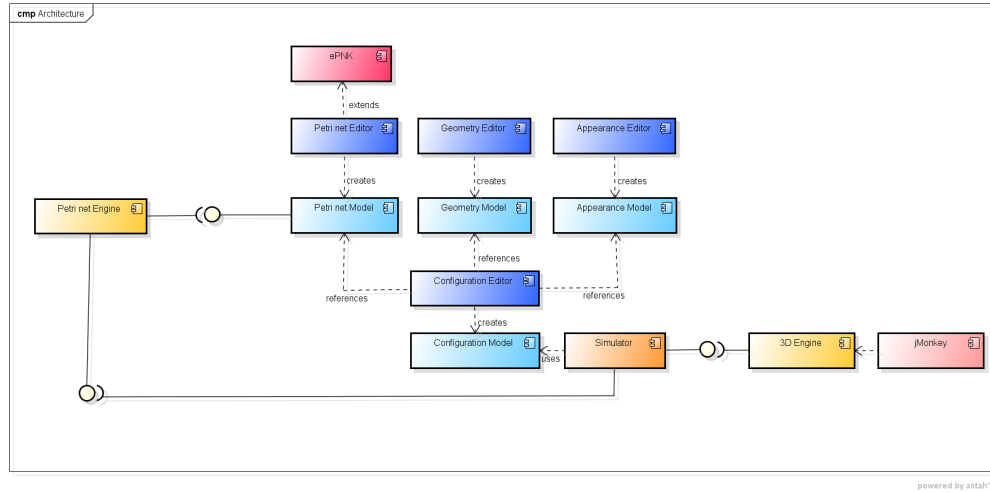 cmp Architecture
ePNK
extends
Petri net Editor
Geometry Editor
Appearance Editor
creates
creates
creates
Petri net Engine
Petri net Model
Geometry Model
Appearance Model
references
Configuration Editor
references
references
creates
Configuration Model
uses
Simulator
3D Engine
jMonkey
powered by astah*